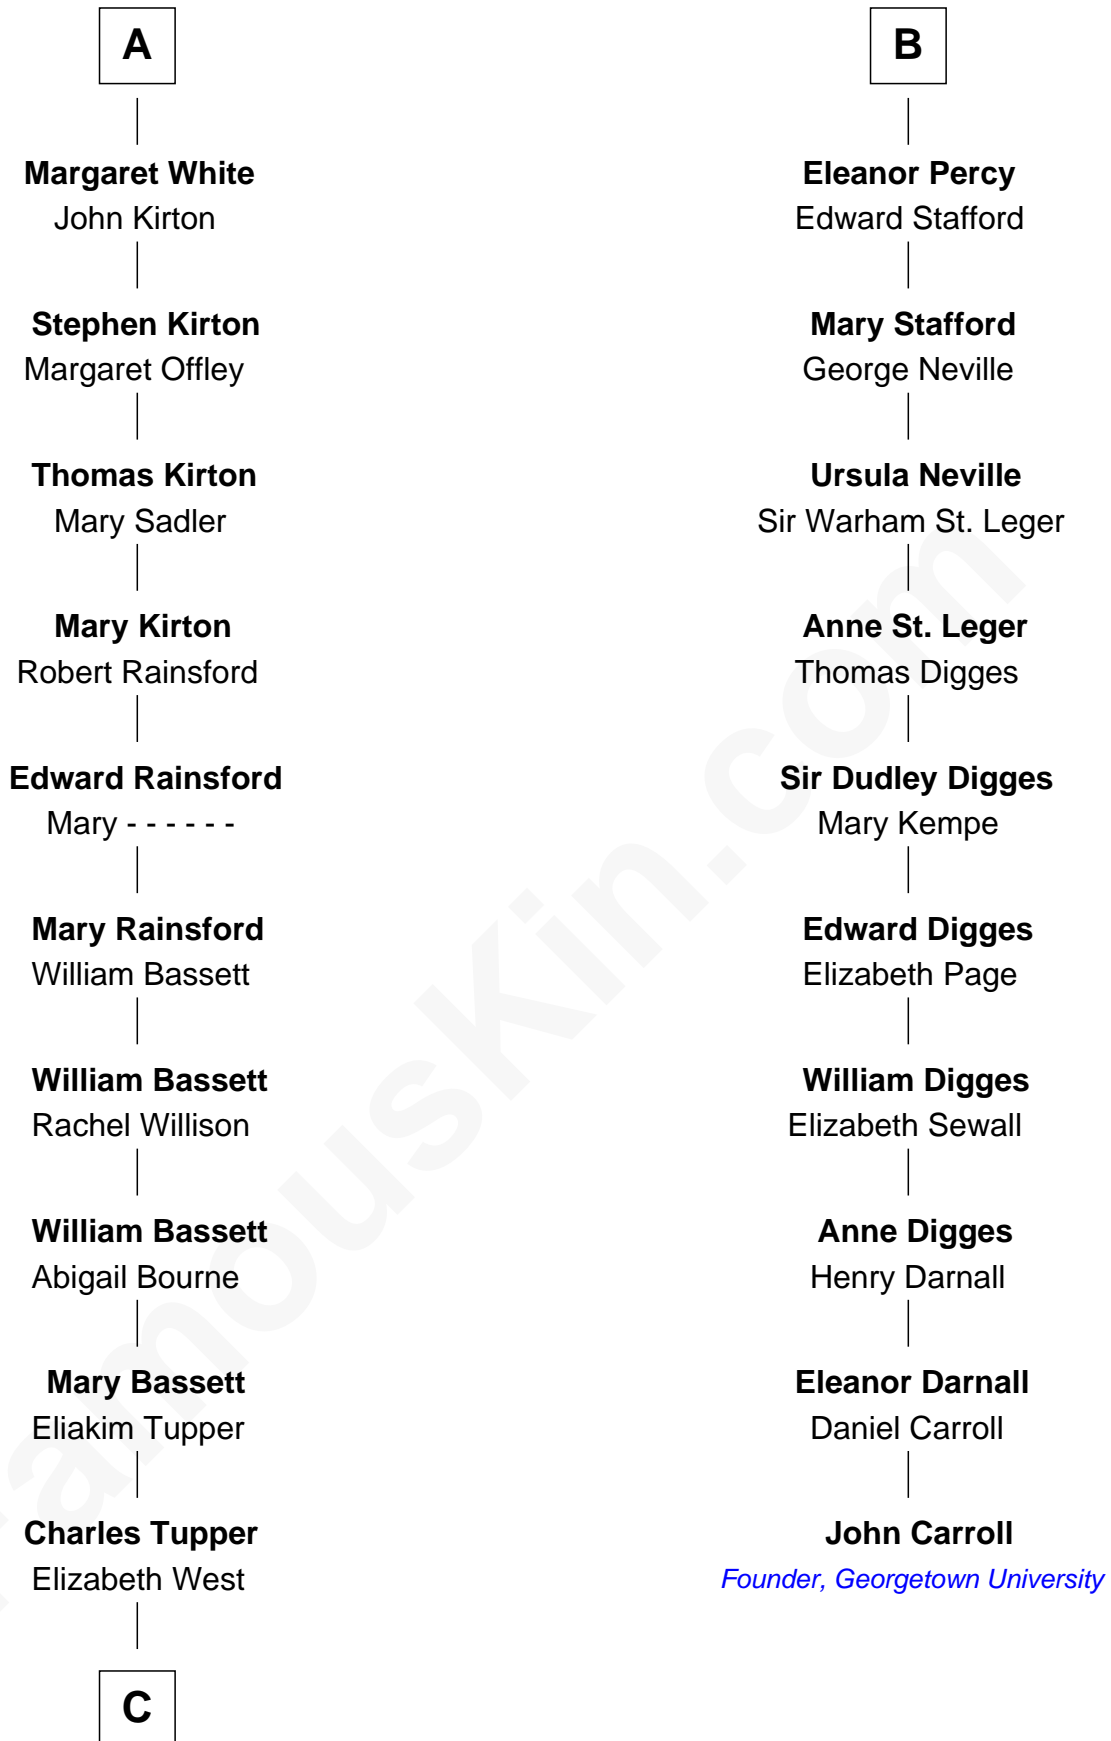 A
Margaret White
John Kirton
Stephen Kirton
Margaret Offley
Thomas Kirton
Mary Sadler
Mary Kirton
Robert Rainsford
Edward Rainsford
Mary - - - - - -
Mary Rainsford
William Bassett
William Bassett
Rachel Willison
William Bassett
Abigail Bourne
Mary Bassett
Eliakim Tupper
Charles Tupper
Elizabeth West
C
B
Eleanor Percy
Edward Stafford
Mary Stafford
George Neville
Ursula Neville
Sir Warham St. Leger
Anne St. Leger
Thomas Digges
Sir Dudley Digges
Mary Kempe
Edward Digges
Elizabeth Page
William Digges
Elizabeth Sewall
Anne Digges
Henry Darnall
Eleanor Darnall
Daniel Carroll
John Carroll
Founder, Georgetown University
FamousKin.com